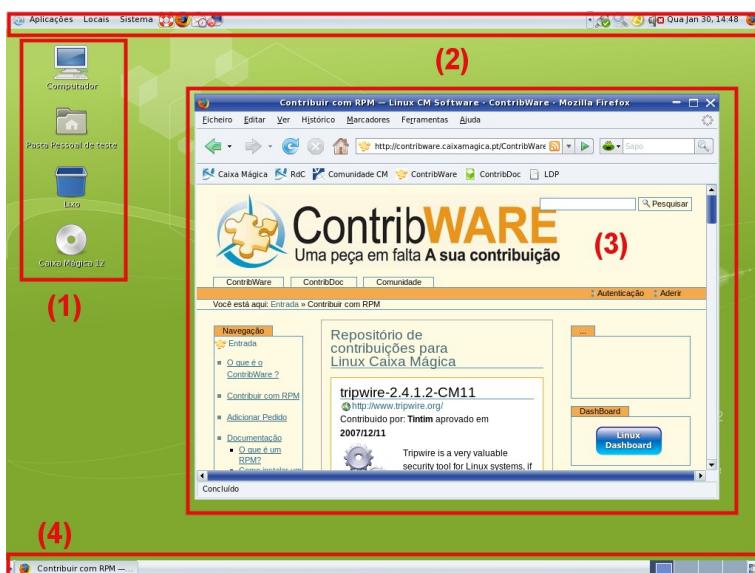 Aplicações Locais Sistema
Qua Jan 30, 14:48
(2)
Computador
Pasta Pessoal de teste
Lixo
Caixa Mágica 12
(1)
Contribuir com RPM — Linux CM Software - ContribWare - Mozilla Firefox
Ficheiro Editar Ver Histórico Marcadores Ferramentas Ajuda
http://contribware.caixamagica.pt/ContribWare
Sapo
Caixa Mágica RdC Comunidade CM ContribWare ContribDoc LDP
Pesquisar
ContribWARE
Uma peça em falta A sua contribuição
(3)
ContribWare ContribDoc Comunidade
Autenticação Aderir
Você está aqui: Entrada » Contribuir com RPM
Navegação
Entrada
O que é o
ContribWare ?
Contribuir com RPM
Adicionar Pedido
Documentação
O que é um
RPM?
Como instalar um
Repositório de
contribuições para
Linux Caixa Mágica
tripwire-2.4.1.2-CM11
http://www.tripwire.org/
Contribuido por: Tintim aprovado em
2007/12/11
Tripwire is a very valuable
security tool for Linux systems, if
...
DashBoard
Linux
Dashboard
Concluído
(4)
Contribuir com RPM —...